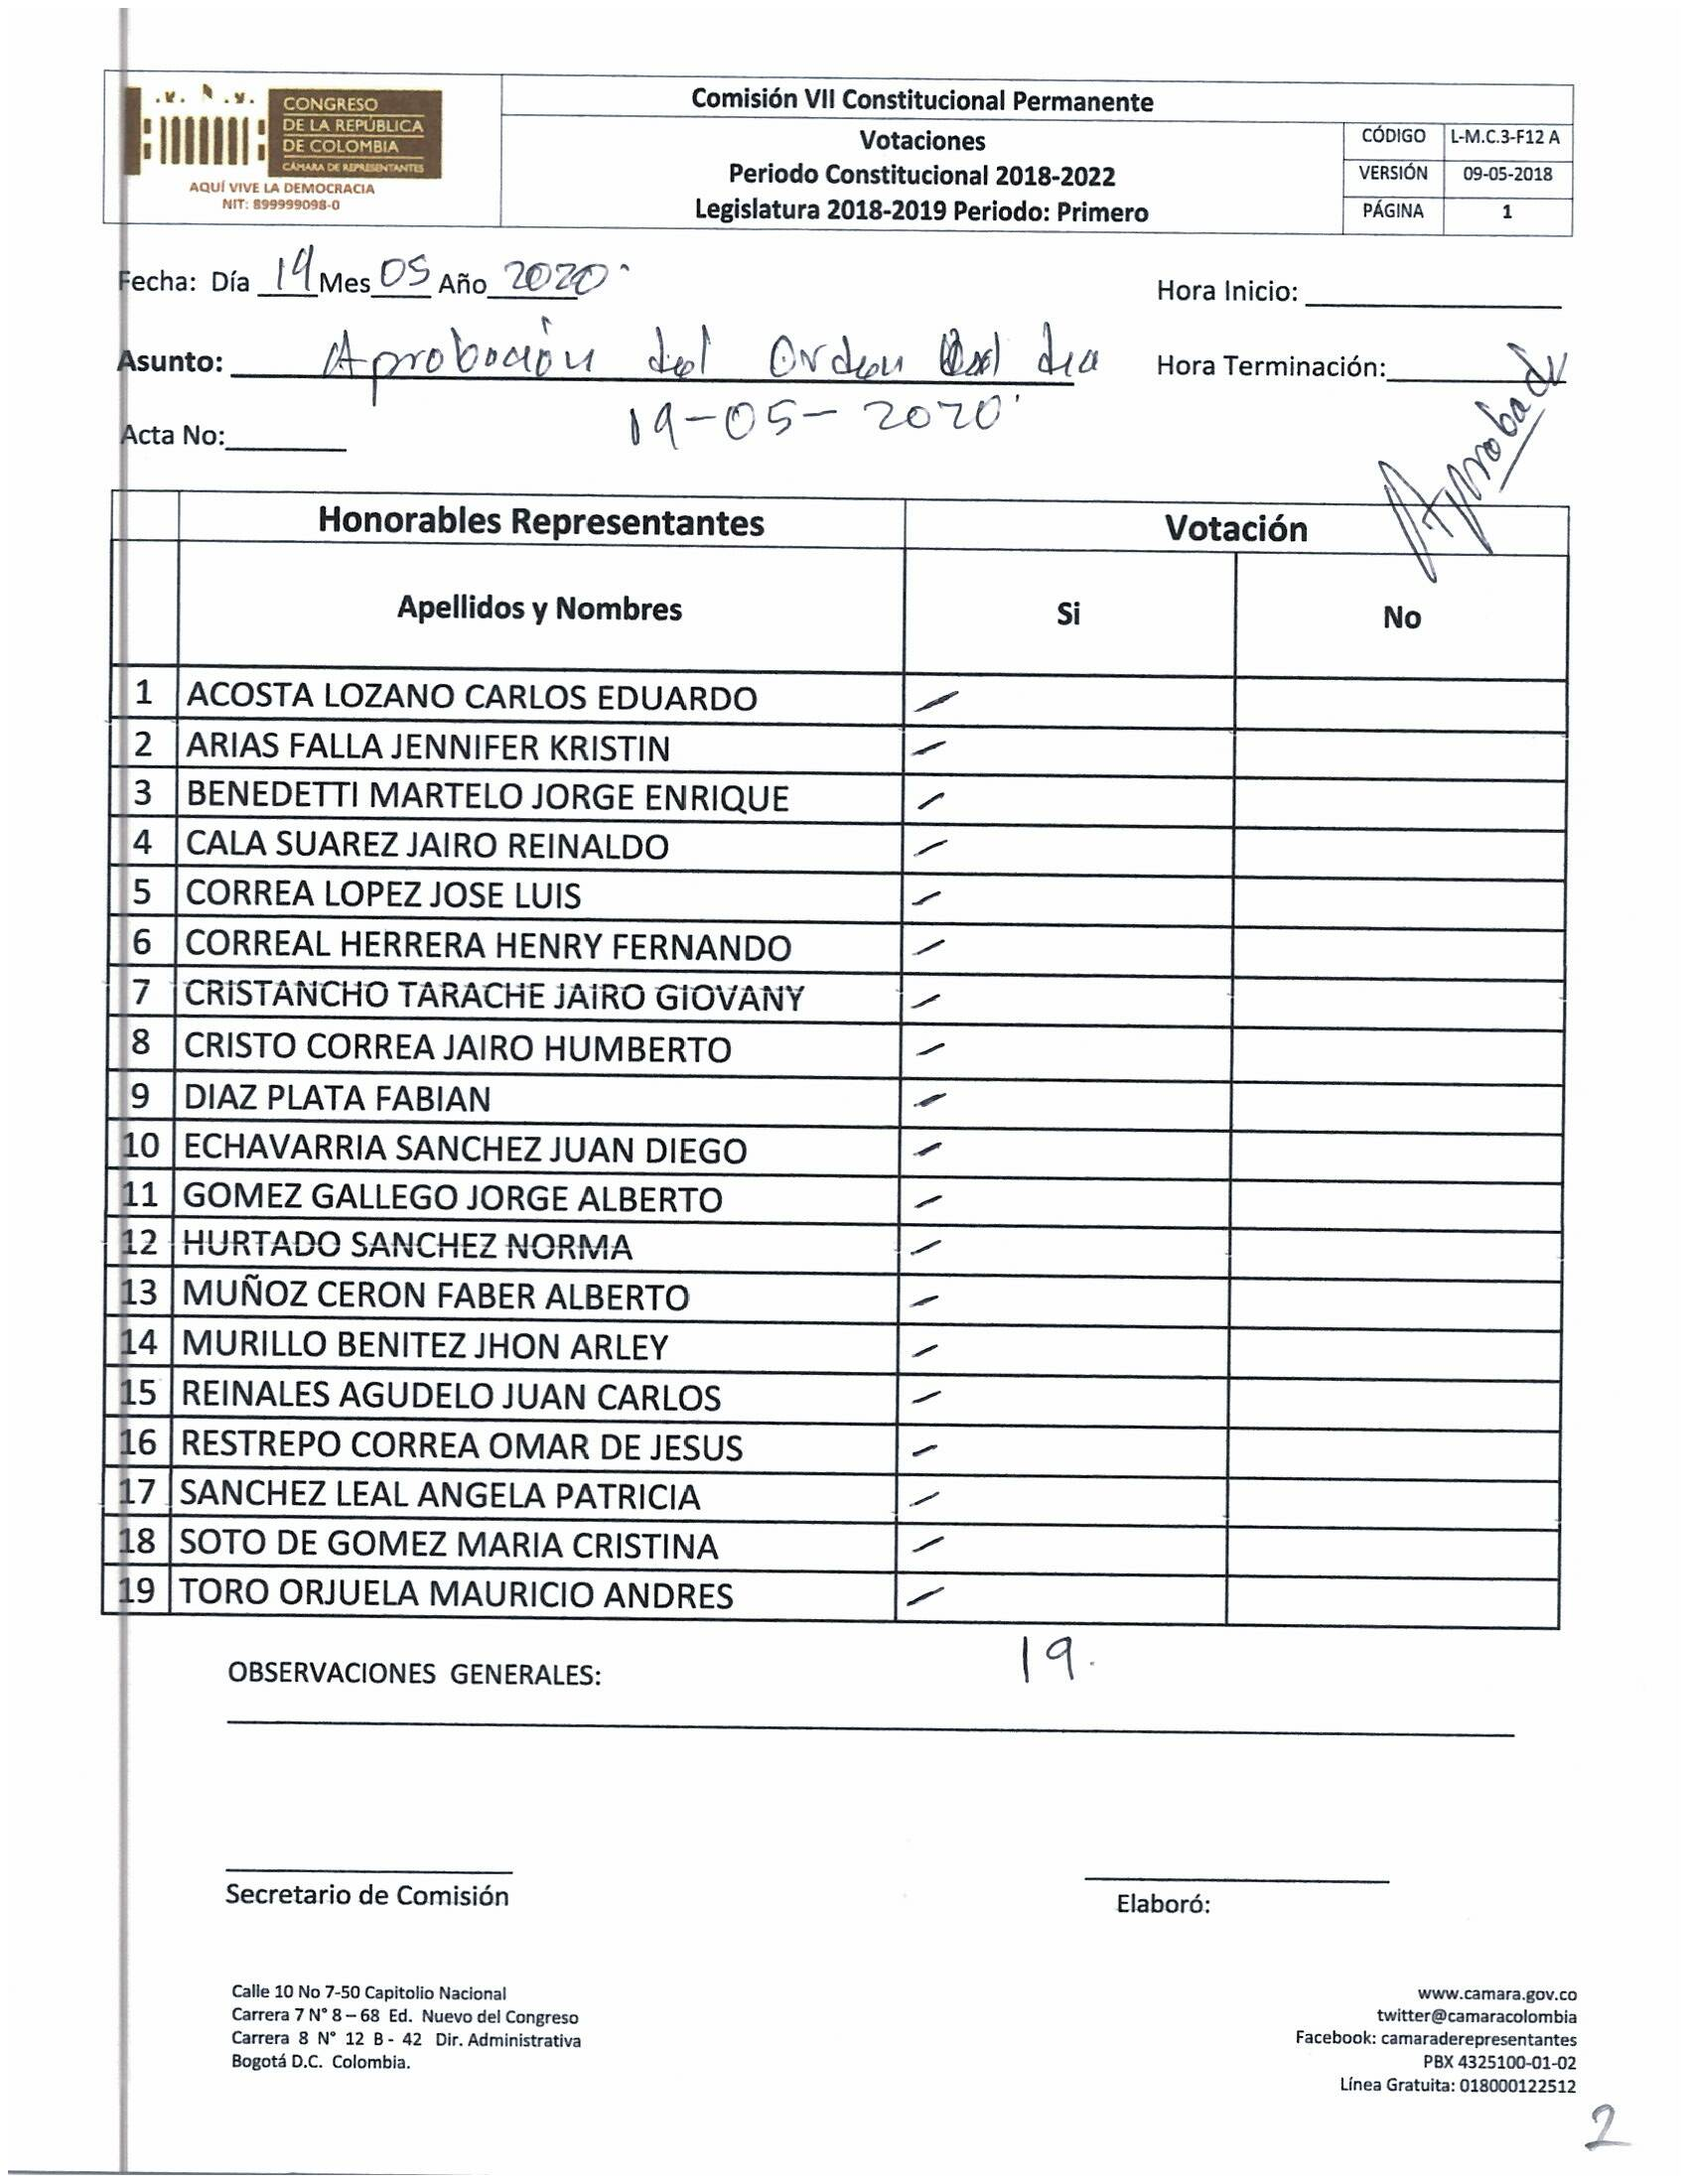 CONGRESO
DE LA REPÚBLICA
DE COLOMBIA
CÁMARA DE REPRESENTANTES
AQUÍ VIVE LA DEMOCRACIA
NIT: 899999098-0
Comisión VII Constitucional Permanente
Votaciones
Periodo Constitucional 2018-2022
Legislatura 2018-2019 Periodo: Primero
CÓDIGO L-M.C.3-F12 A
VERSIÓN 09-05-2018
PÁGINA 1
Fecha: Día 19 Mes 05 Año 2020
Hora Inicio:
Asunto: Aprobación del Orden del dia
Hora Terminación:
19-05-2020
Acta No:
Aprobado
Honorables Representantes Votación
Apellidos y Nombres Si No
1 ACOSTA LOZANO CARLOS EDUARDO
2 ARIAS FALLA JENNIFER KRISTIN
3 BENEDETTI MARTELO JORGE ENRIQUE
4 CALA SUAREZ JAIRO REINALDO
5 CORREA LOPEZ JOSE LUIS
6 CORREAL HERRERA HENRY FERNANDO
7 CRISTANCHO TARACHE JAIRO GIOVANY
8 CRISTO CORREA JAIRO HUMBERTO
9 DIAZ PLATA FABIAN
10 ECHAVARRIA SANCHEZ JUAN DIEGO
11 GOMEZ GALLEGO JORGE ALBERTO
12 HURTADO SANCHEZ NORMA
13 MUÑOZ CERON FABER ALBERTO
14 MURILLO BENITEZ JHON ARLEY
15 REINALES AGUDELO JUAN CARLOS
16 RESTREPO CORREA OMAR DE JESUS
17 SANCHEZ LEAL ANGELA PATRICIA
18 SOTO DE GOMEZ MARIA CRISTINA
19 TORO ORJUELA MAURICIO ANDRES
19.
OBSERVACIONES GENERALES:
Secretario de Comisión
Elaboró:
Calle 10 No 7-50 Capitolio Nacional
Carrera 7 N° 8 – 68 Ed. Nuevo del Congreso
Carrera 8 N° 12 B - 42 Dir. Administrativa
Bogotá D.C. Colombia.
www.camara.gov.co
twitter@camaracolombia
Facebook: camaraderepresentantes
PBX 4325100-01-02
Línea Gratuita: 018000122512
2